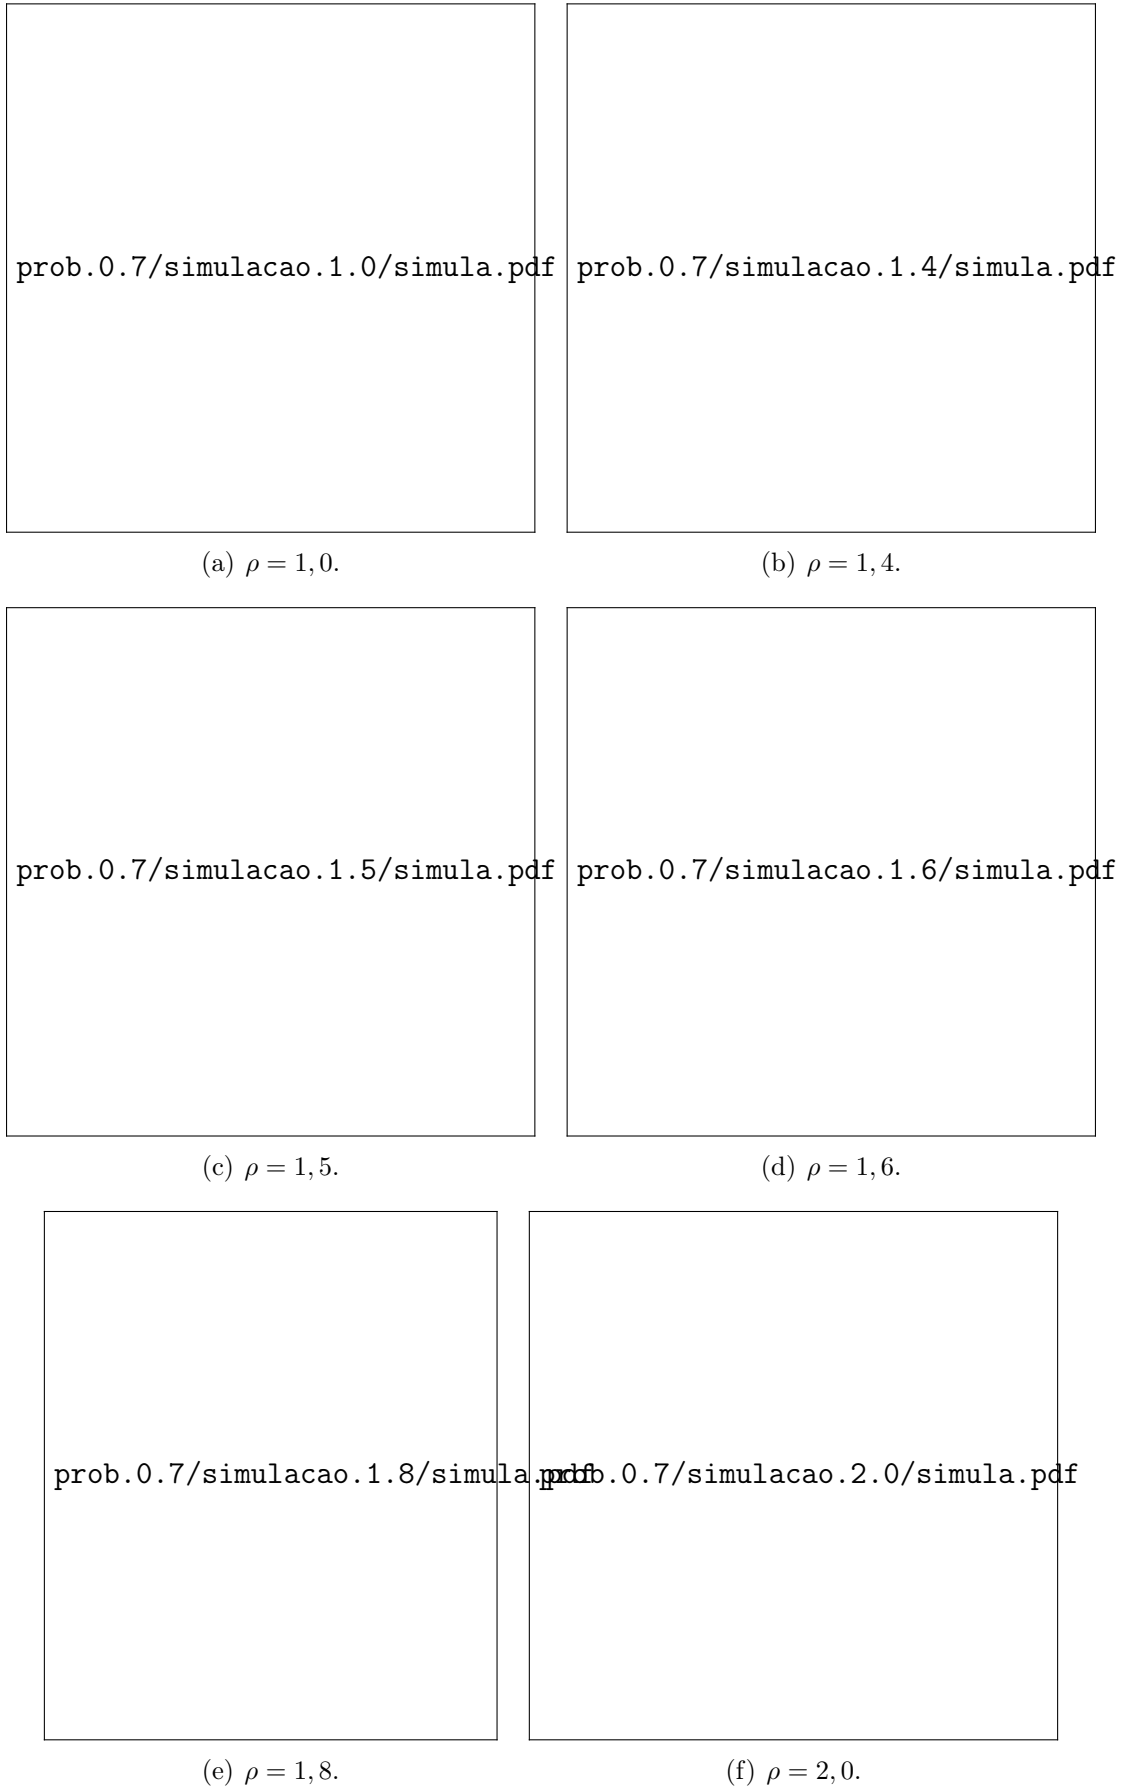 prob.0.7/simulacao.1.0/simula.pdf
prob.0.7/simulacao.1.4/simula.pdf
(a) ρ = 1, 0.
(b) ρ = 1, 4.
prob.0.7/simulacao.1.5/simula.pdf
prob.0.7/simulacao.1.6/simula.pdf
(c) ρ = 1, 5.
(d) ρ = 1, 6.
prob.0.7/simulacao.1.8/simula.pdf
prob.0.7/simulacao.2.0/simula.pdf
(e) ρ = 1, 8.
(f) ρ = 2, 0.